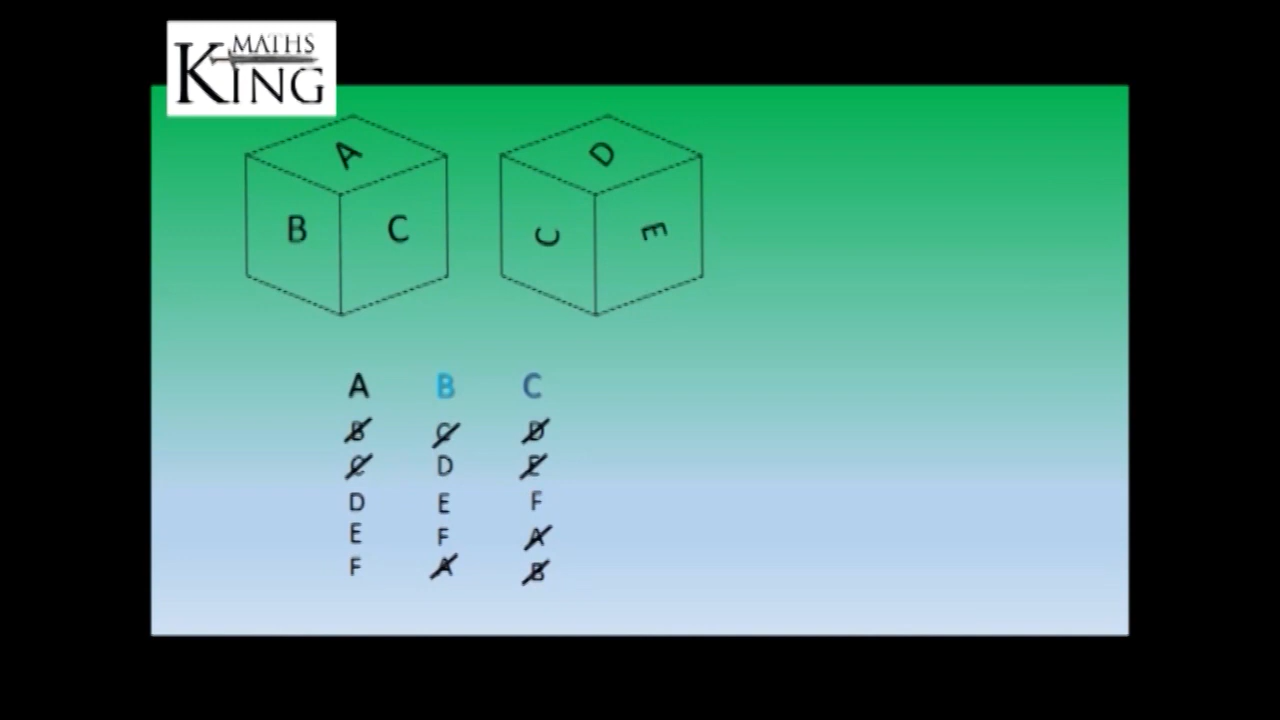 MATHS
KING
A D
B C C E
A B C
B C D
C D E
D E F
E F A
F A B